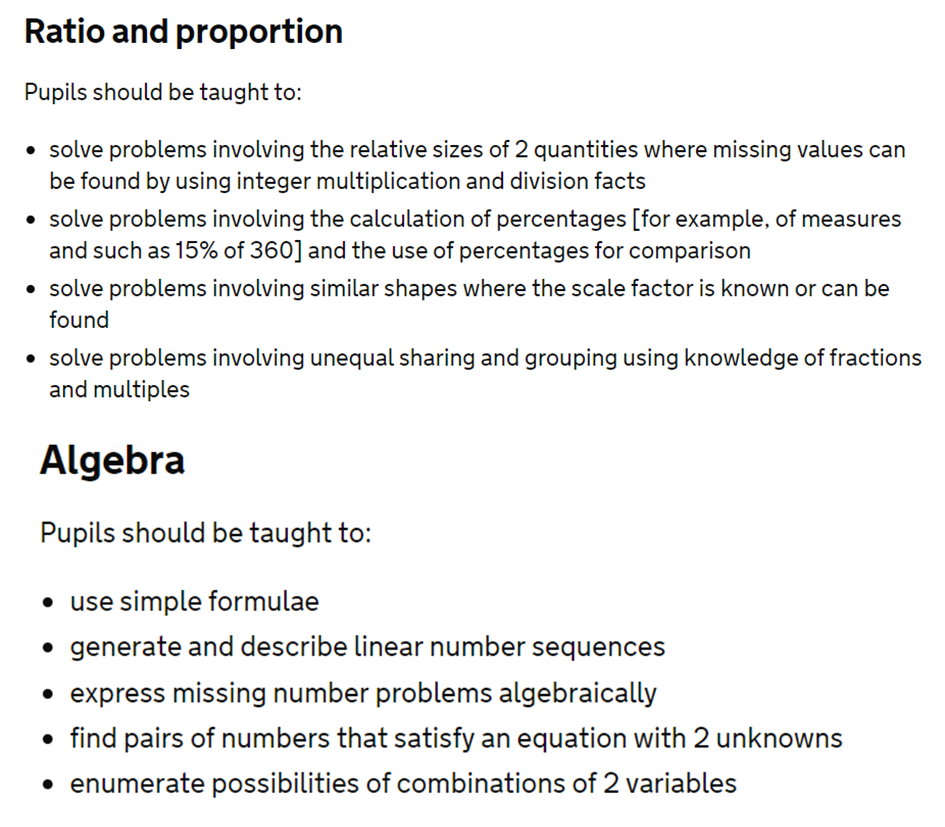 Ratio and proportion
Pupils should be taught to:
• solve problems involving the relative sizes of 2 quantities where missing values can
be found by using integer multiplication and division facts
• solve problems involving the calculation of percentages [for example, of measures
and such as 15% of 360] and the use of percentages for comparison
• solve problems involving similar shapes where the scale factor is known or can be
found
• solve problems involving unequal sharing and grouping using knowledge of fractions
and multiples
Algebra
Pupils should be taught to:
• use simple formulae
• generate and describe linear number sequences
• express missing number problems algebraically
• find pairs of numbers that satisfy an equation with 2 unknowns
• enumerate possibilities of combinations of 2 variables